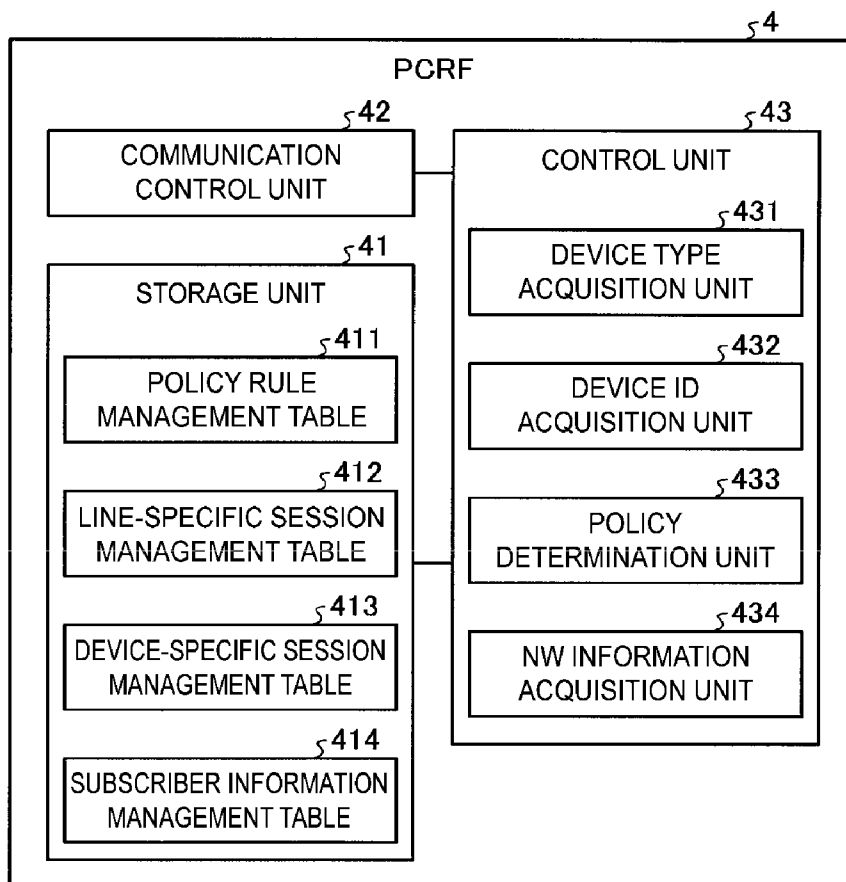 4
PCRF
42
COMMUNICATION
CONTROL UNIT
41
STORAGE UNIT
411
POLICY RULE
MANAGEMENT TABLE
412
LINE-SPECIFIC SESSION
MANAGEMENT TABLE
413
DEVICE-SPECIFIC SESSION
MANAGEMENT TABLE
414
SUBSCRIBER INFORMATION
MANAGEMENT TABLE
43
CONTROL UNIT
431
DEVICE TYPE
ACQUISITION UNIT
432
DEVICE ID
ACQUISITION UNIT
433
POLICY
DETERMINATION UNIT
434
NW INFORMATION
ACQUISITION UNIT